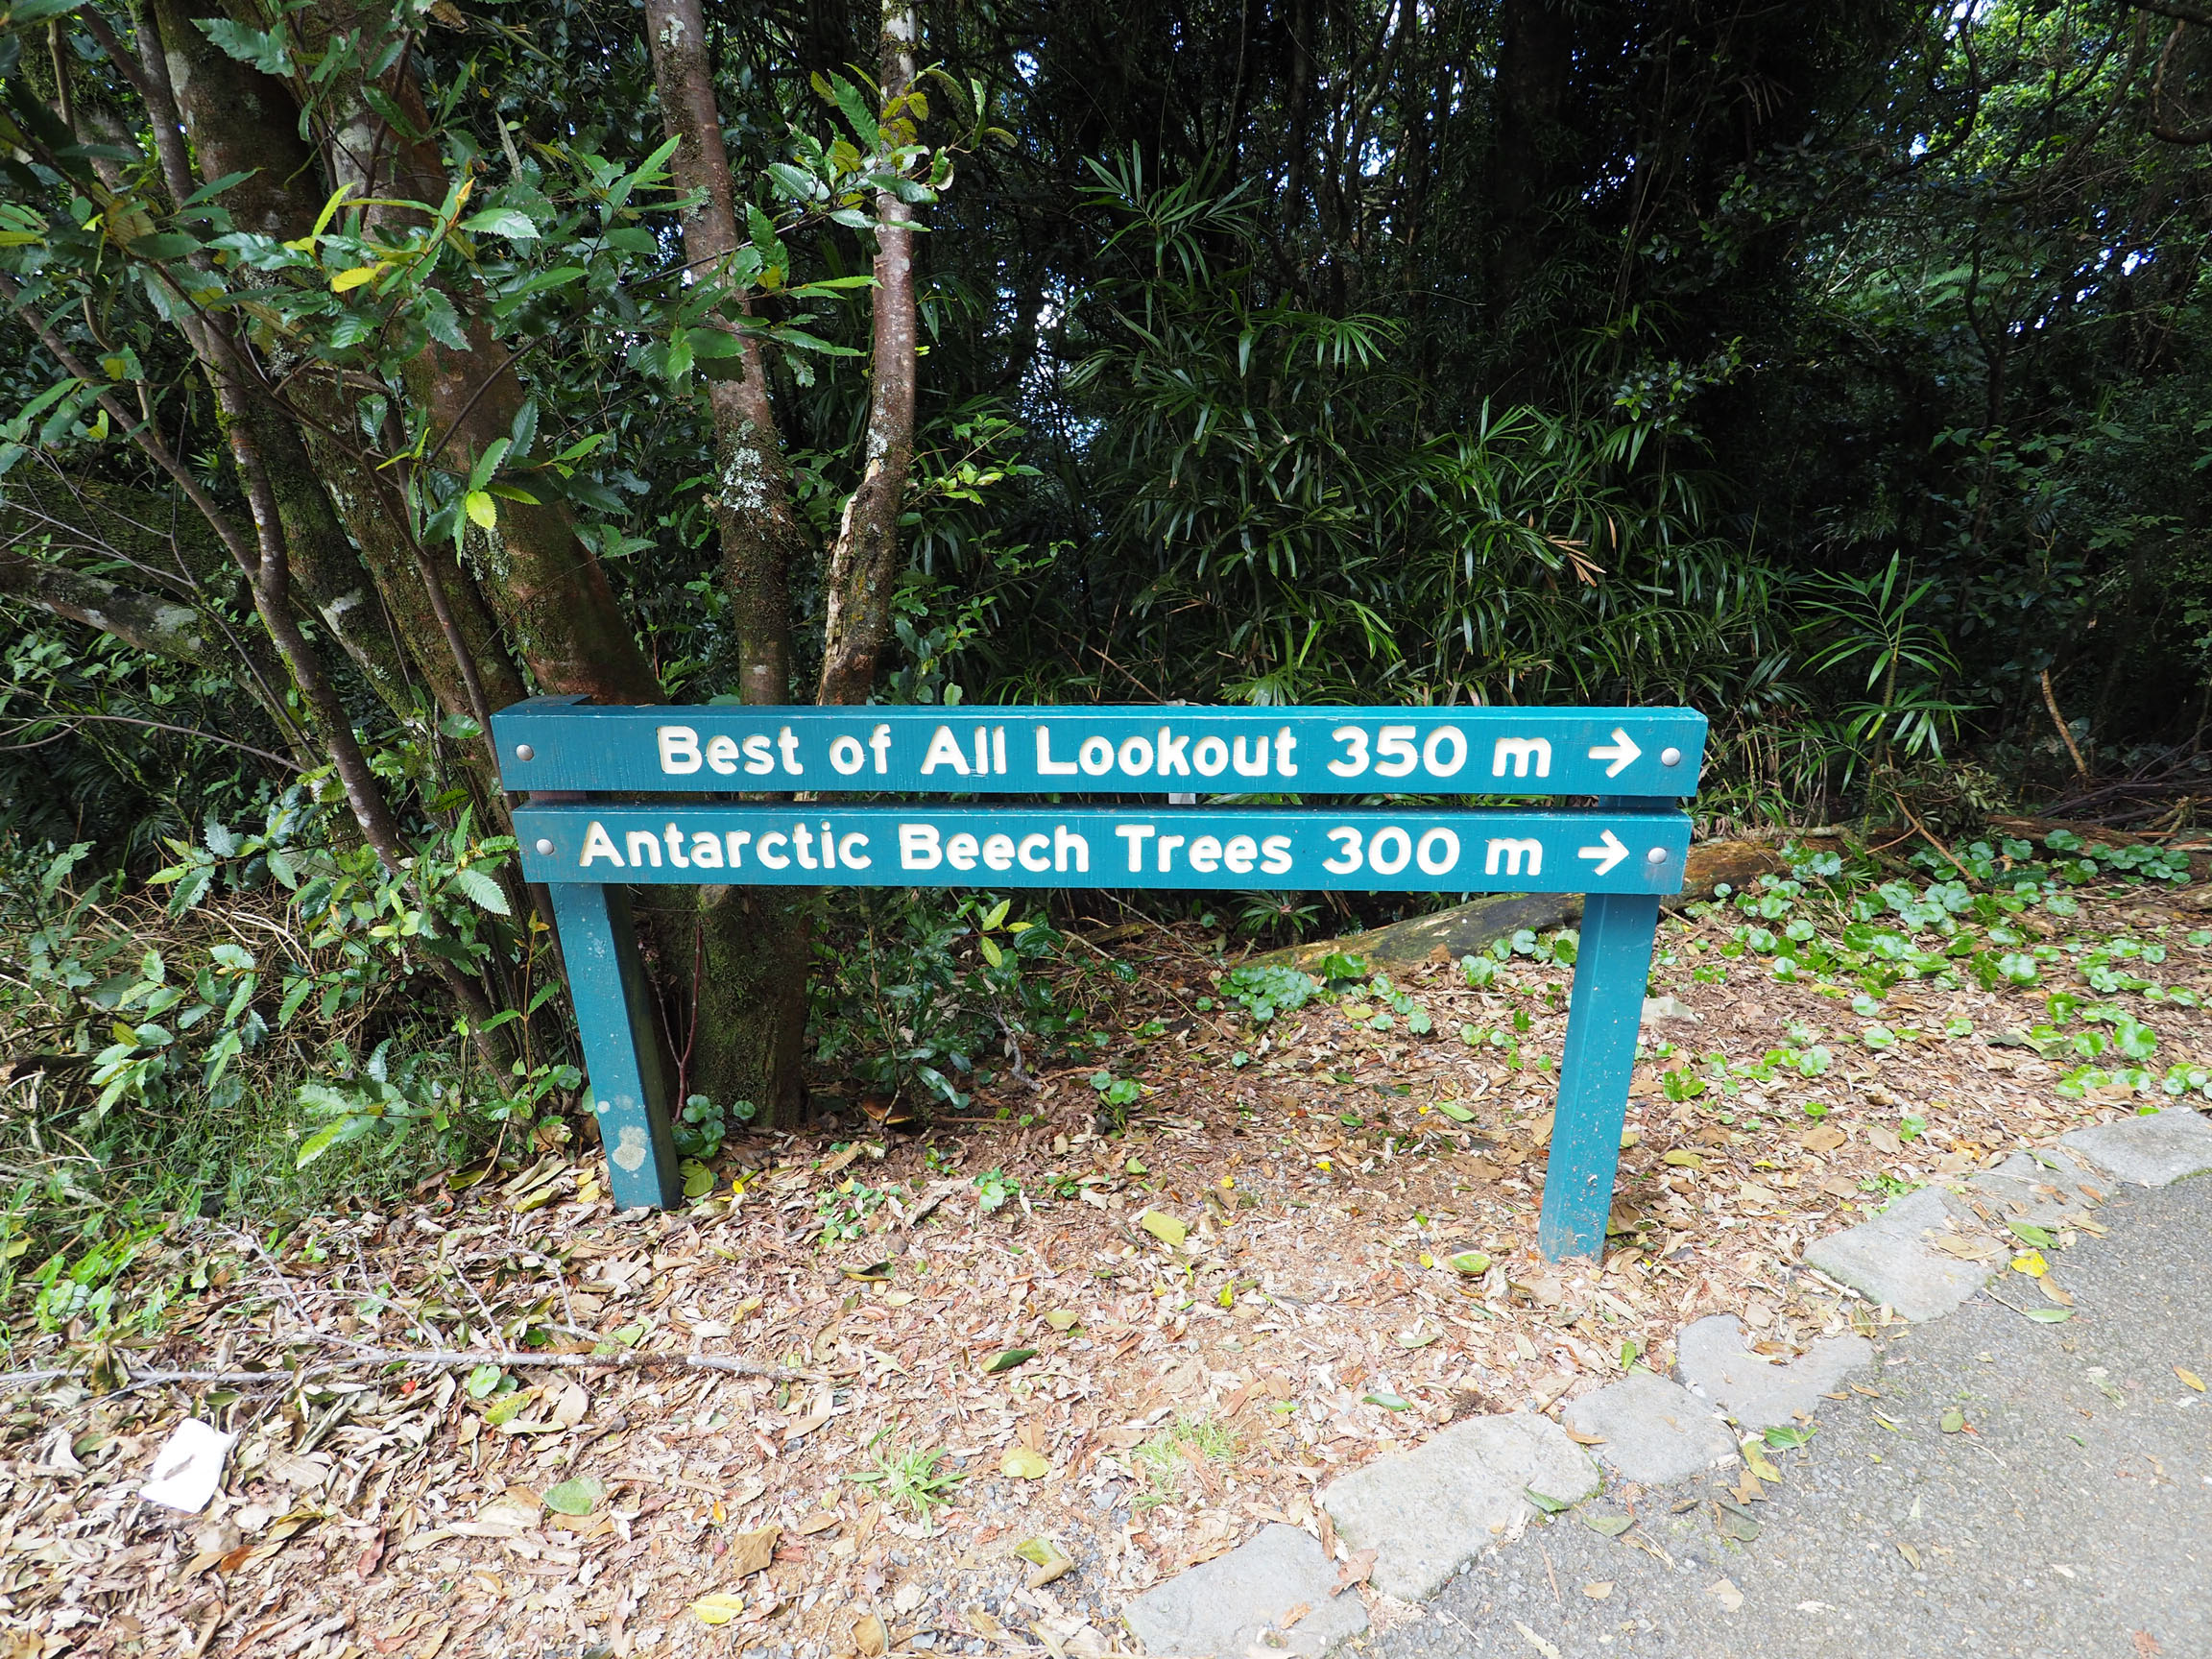 Best of All Lookout 350 m →
Antarctic Beech Trees 300 m →